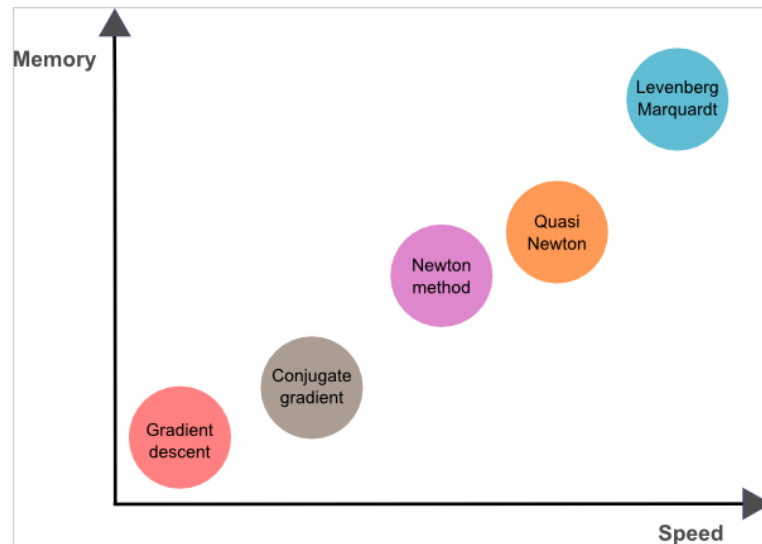 Memory
Levenberg
Marquardt
Quasi
Newton
Newton
method
Conjugate
gradient
Gradient
descent
Speed